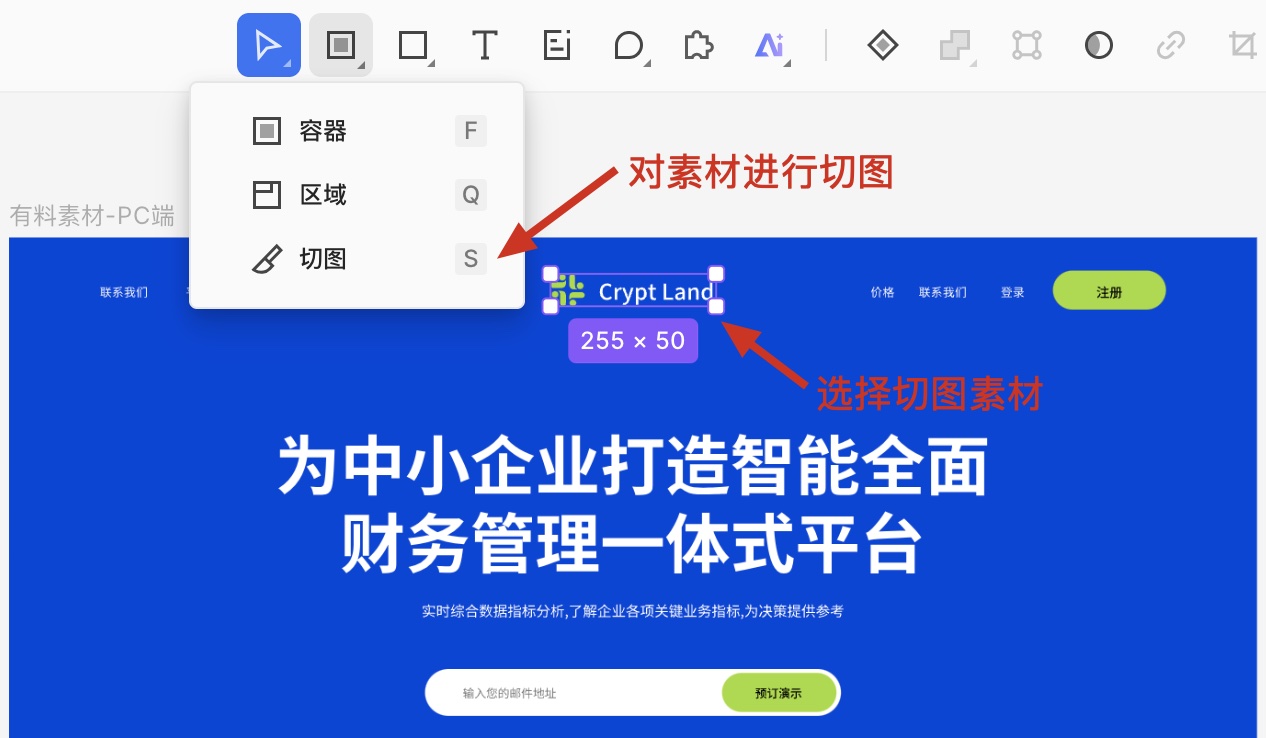 T
Ai
容器 F
区域 Q
切图 S
对素材进行切图
有料素材-PC端
联系我们
Crypt Land
价格 联系我们 登录 注册
255 × 50
选择切图素材
为中小企业打造智能全面
财务管理一体式平台
实时综合数据指标分析,了解企业各项关键业务指标,为决策提供参考
输入您的邮件地址 预订演示